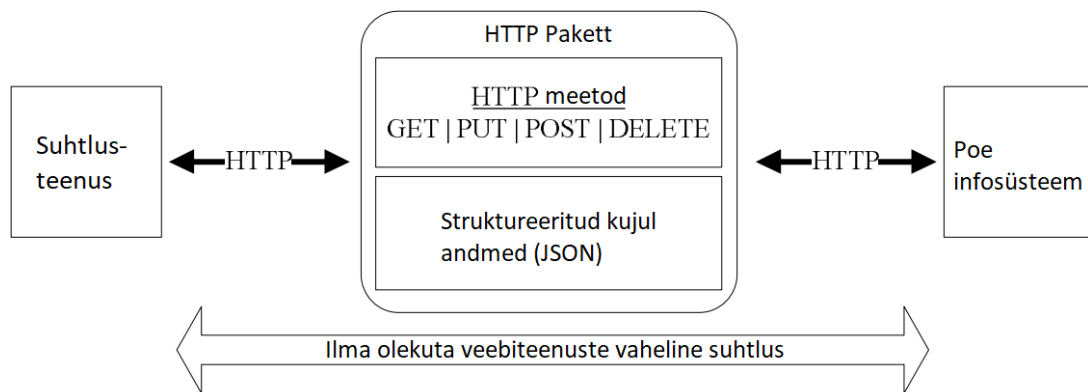 HTTP Pakett
HTTP meetod
GET | PUT | POST | DELETE
Suhtlus-
teenus
HTTP
HTTP
Poe
infosüsteem
Struktureeritud kujul
andmed (JSON)
Ilma olekuta veebiteenuste vaheline suhtlus